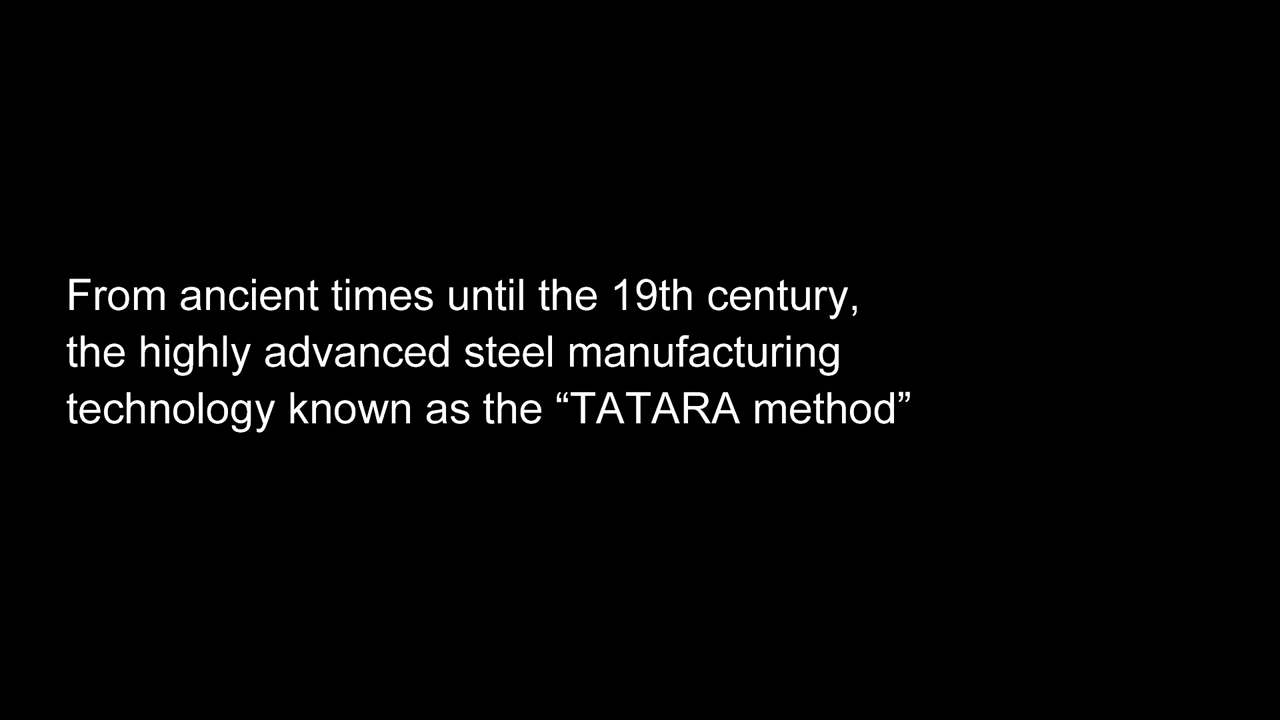 From ancient times until the 19th century,
the highly advanced steel manufacturing
technology known as the “TATARA method”